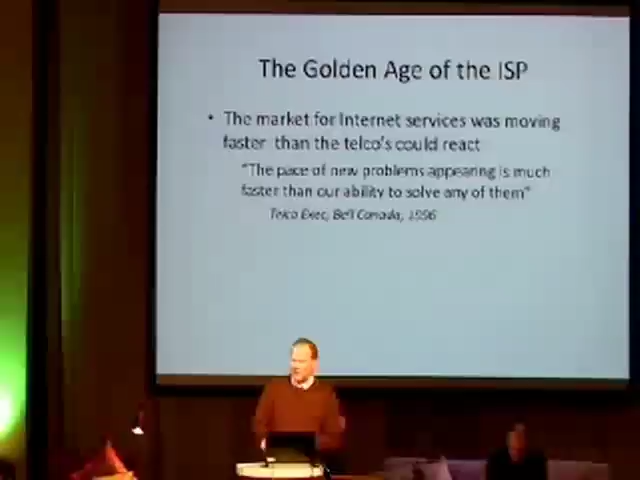 The Golden Age of the ISP
• The market for Internet services was moving
faster than the telco's could react
"The pace of new problems appearing is much
faster than our ability to solve any of them"
Telco Exec, Bell Canada, 1996